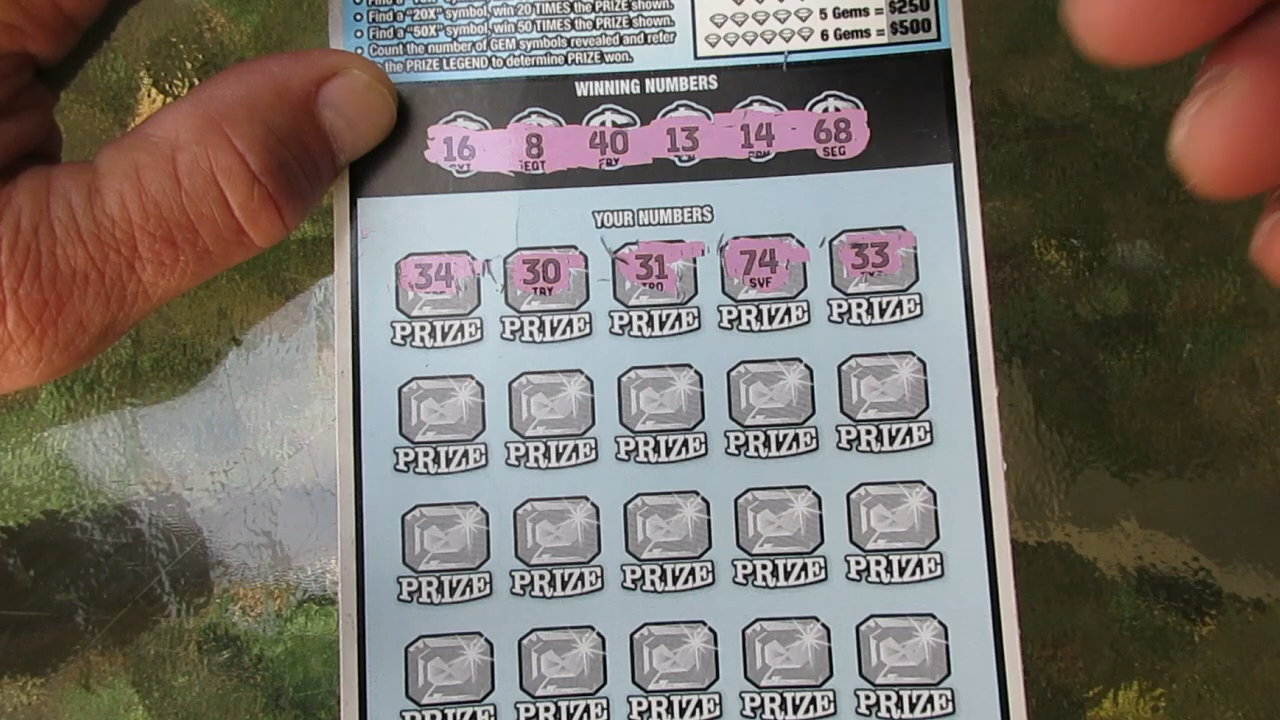 Find a "20X" symbol, win 20 TIMES the PRIZE shown.
Find a "50X" symbol, win 50 TIMES the PRIZE shown.
Count the number of GEM symbols revealed and refer
the PRIZE LEGEND to determine PRIZE won.
5 Gems = $250
6 Gems = $500
WINNING NUMBERS
16 8 40 13 14 68
SEG
YOUR NUMBERS
34 30 31 74 33
TRY SVF
PRIZE PRIZE PRIZE PRIZE PRIZE
PRIZE PRIZE PRIZE PRIZE PRIZE
PRIZE PRIZE PRIZE PRIZE PRIZE
PRIZE PRIZE PRIZE PRIZE PRIZE